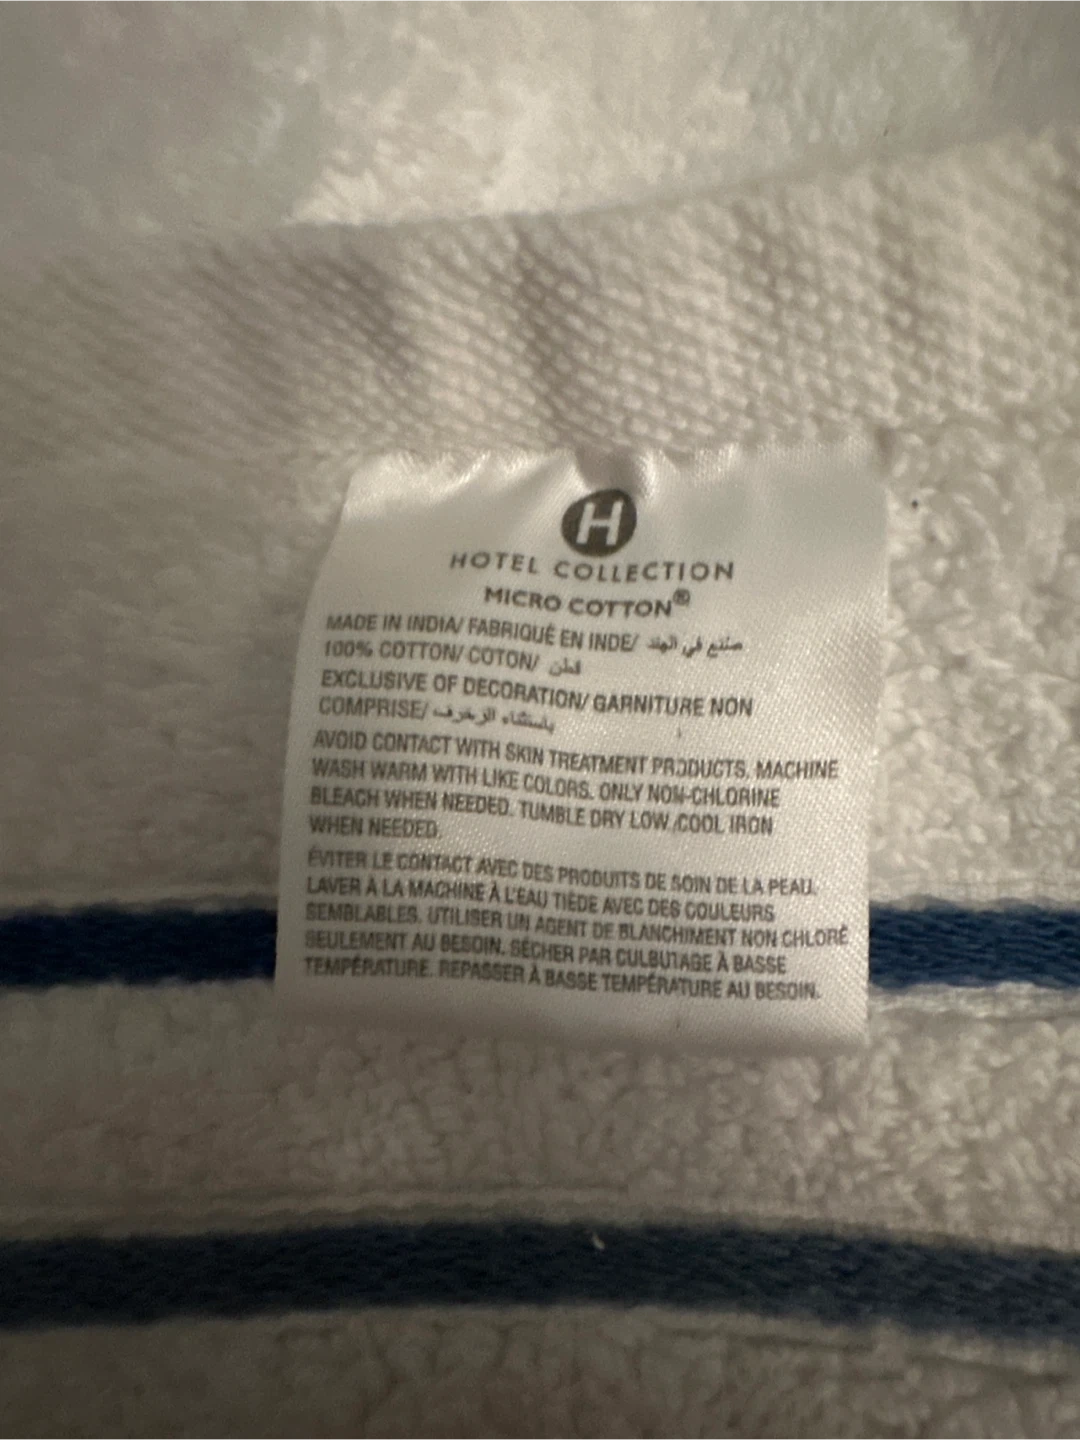 H
HOTEL COLLECTION
MICRO COTTON®
MADE IN INDIA/ FABRIQUÉ EN INDE/ صنع في الهند
100% COTTON/ COTON/ قطن
EXCLUSIVE OF DECORATION/ GARNITURE NON
COMPRISE/ باستثناء الزخرف
AVOID CONTACT WITH SKIN TREATMENT PRODUCTS. MACHINE
WASH WARM WITH LIKE COLORS. ONLY NON-CHLORINE
BLEACH WHEN NEEDED. TUMBLE DRY LOW./COOL IRON
WHEN NEEDED.
ÉVITER LE CONTACT AVEC DES PRODUITS DE SOIN DE LA PEAU.
LAVER À LA MACHINE À L'EAU TIÈDE AVEC DES COULEURS
SEMBLABLES. UTILISER UN AGENT DE BLANCHIMENT NON CHLORÉ
SEULEMENT AU BESOIN. SÉCHER PAR CULBUTAGE À BASSE
TEMPÉRATURE. REPASSER À BASSE TEMPÉRATURE AU BESOIN.